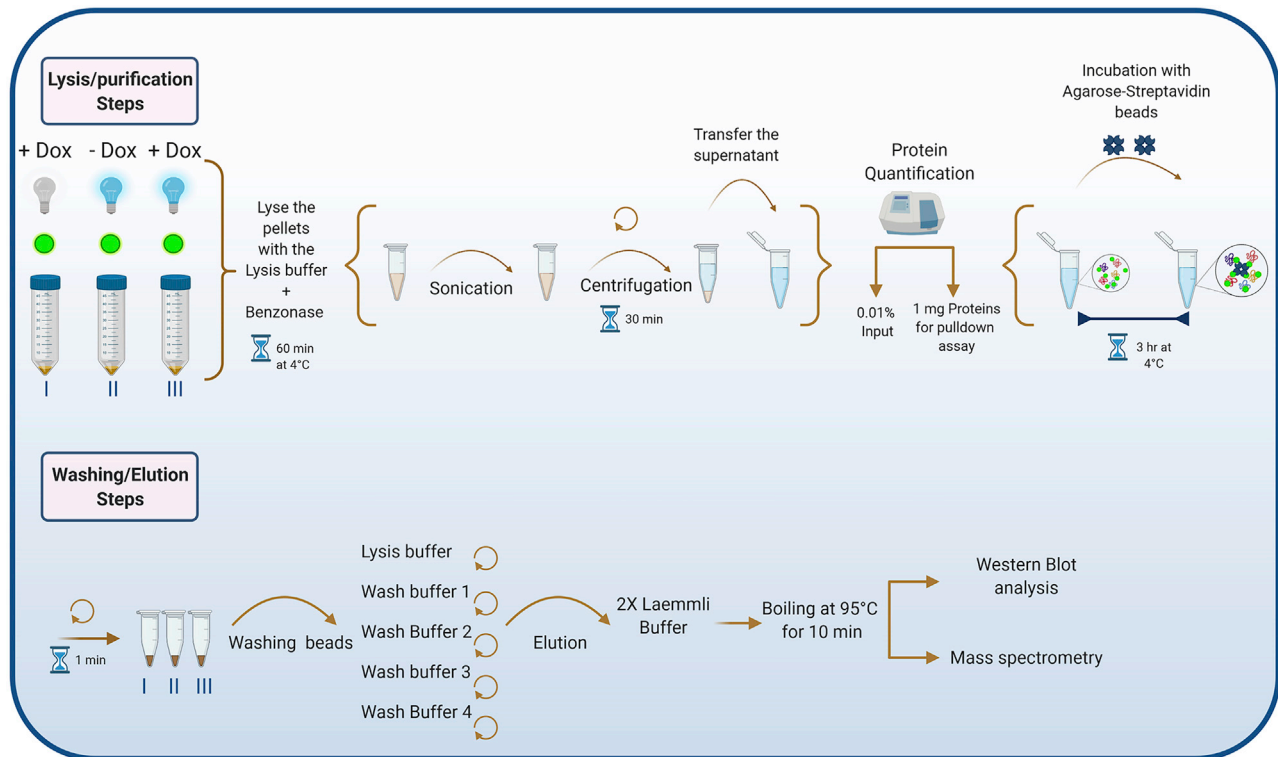 Lysis/purification
Steps
+ Dox - Dox + Dox
I II III
Lyse the
pellets
with the
Lysis buffer
+
Benzonase
60 min
at 4°C
Sonication
Centrifugation
30 min
Transfer the
supernatant
Protein
Quantification
0.01%
Input
1 mg Proteins
for pulldown
assay
Incubation with
Agarose-Streptavidin
beads
3 hr at
4°C
Washing/Elution
Steps
1 min
I II III
Washing beads
Lysis buffer
Wash buffer 1
Wash Buffer 2
Wash buffer 3
Wash Buffer 4
Elution
2X Laemmli
Buffer
Boiling at 95°C
for 10 min
Western Blot
analysis
Mass spectrometry